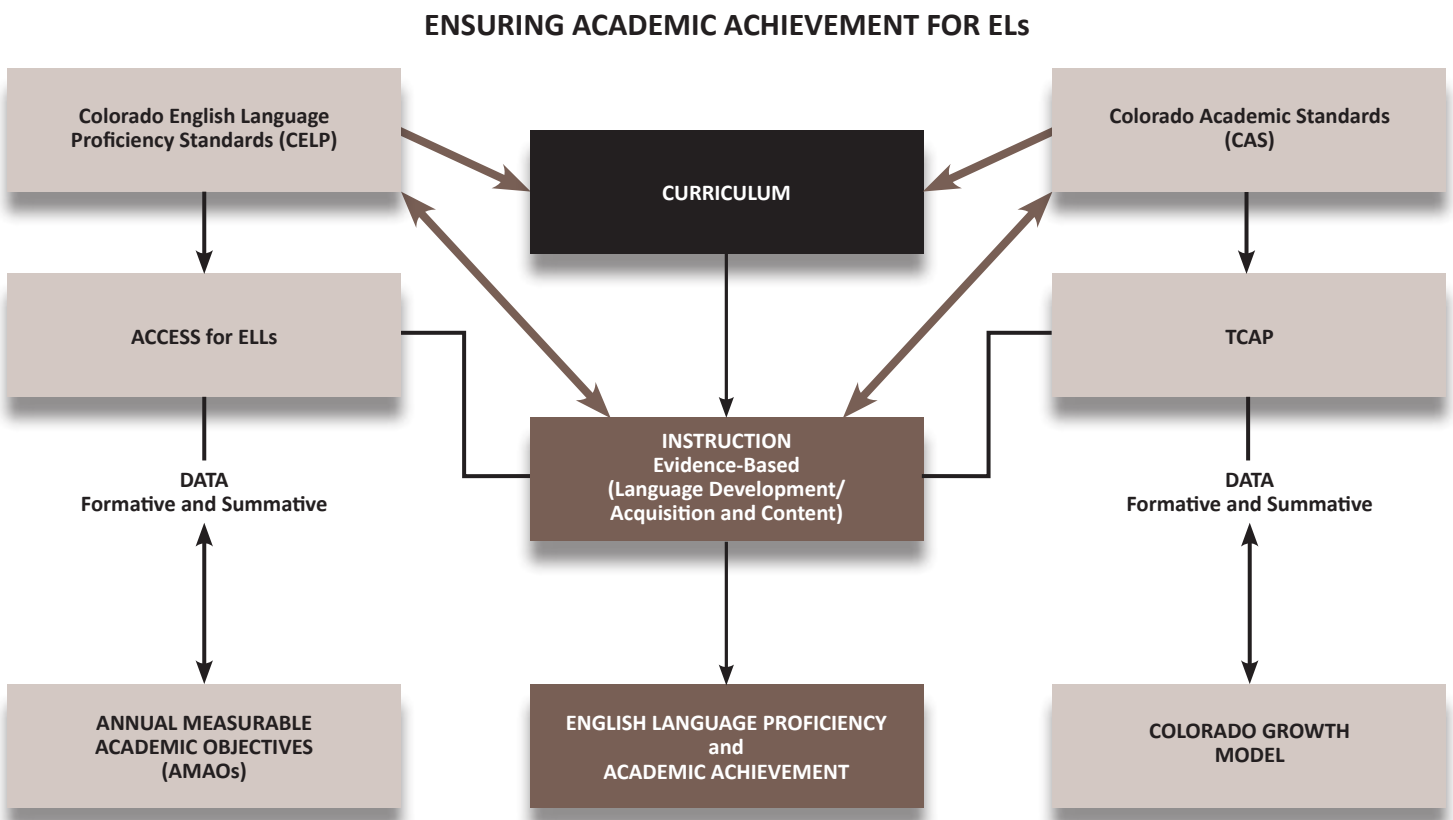 ENSURING ACADEMIC ACHIEVEMENT FOR ELs
Colorado English Language
Proficiency Standards (CELP)
CURRICULUM
Colorado Academic Standards
(CAS)
ACCESS for ELLs
TCAP
INSTRUCTION
Evidence-Based
(Language Development/
Acquisition and Content)
DATA
Formative and Summative
DATA
Formative and Summative
ANNUAL MEASURABLE
ACADEMIC OBJECTIVES
(AMAOs)
ENGLISH LANGUAGE PROFICIENCY
and
ACADEMIC ACHIEVEMENT
COLORADO GROWTH
MODEL